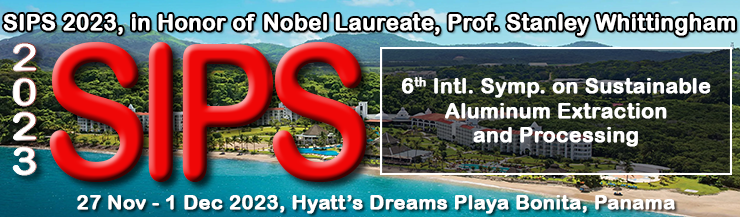 SIPS 2023, in Honor of Nobel Laureate, Prof. Stanley Whittingham
2023
SIPS
6th Intl. Symp. on Sustainable
Aluminum Extraction
and Processing
27 Nov - 1 Dec 2023, Hyatt's Dreams Playa Bonita, Panama